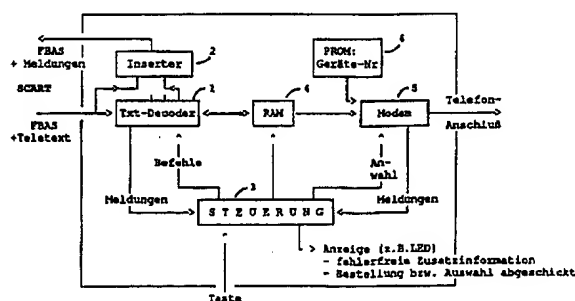 FBAS
+ Meldungen
SCART
FBAS
+Teletext
Inserter
2
Txt-Decoder
1
RAM
4
PROM:
Geräte-Nr
6
Modem
5
Telefon-
Anschluß
Befehle
An-
wahl
Meldungen
Meldungen
3
S T E U E R U N G
Anzeige (z.B.LED)
- fehlerfreie Zusatzinformation
- Bestellung bzw. Auswahl abgeschickt
Taste